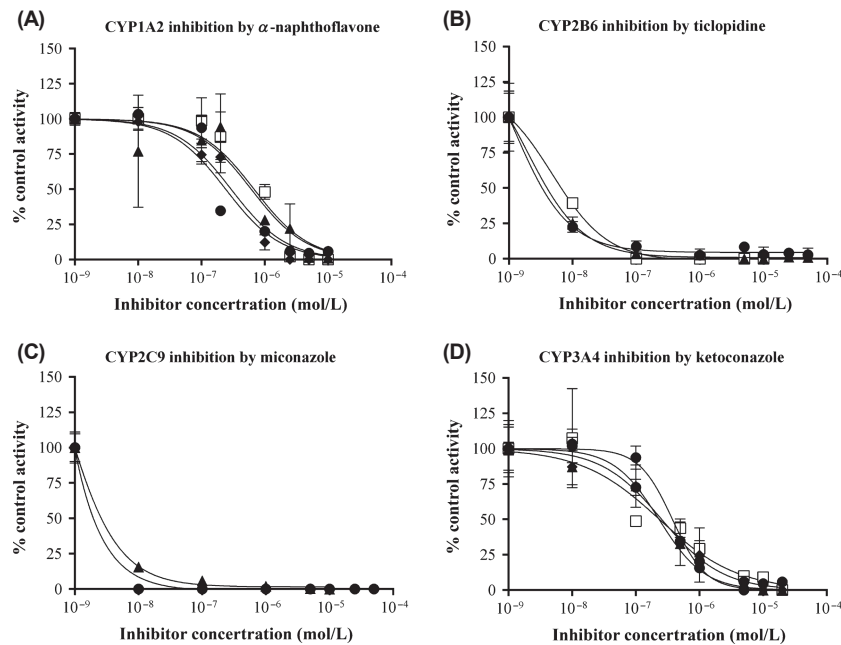 (A)
CYP1A2 inhibition by α-naphthoflavone
150
125
100
75
50
25
0
% control activity
10⁻⁹ 10⁻⁸ 10⁻⁷ 10⁻⁶ 10⁻⁵ 10⁻⁴
Inhibitor concertration (mol/L)
(B)
CYP2B6 inhibition by ticlopidine
150
125
100
75
50
25
0
% control activity
10⁻⁹ 10⁻⁸ 10⁻⁷ 10⁻⁶ 10⁻⁵ 10⁻⁴
Inhibitor concertration (mol/L)
(C)
CYP2C9 inhibition by miconazole
150
125
100
75
50
25
0
% control activity
10⁻⁹ 10⁻⁸ 10⁻⁷ 10⁻⁶ 10⁻⁵ 10⁻⁴
Inhibitor concertration (mol/L)
(D)
CYP3A4 inhibition by ketoconazole
150
125
100
75
50
25
0
% control activity
10⁻⁹ 10⁻⁸ 10⁻⁷ 10⁻⁶ 10⁻⁵ 10⁻⁴
Inhibitor concertration (mol/L)